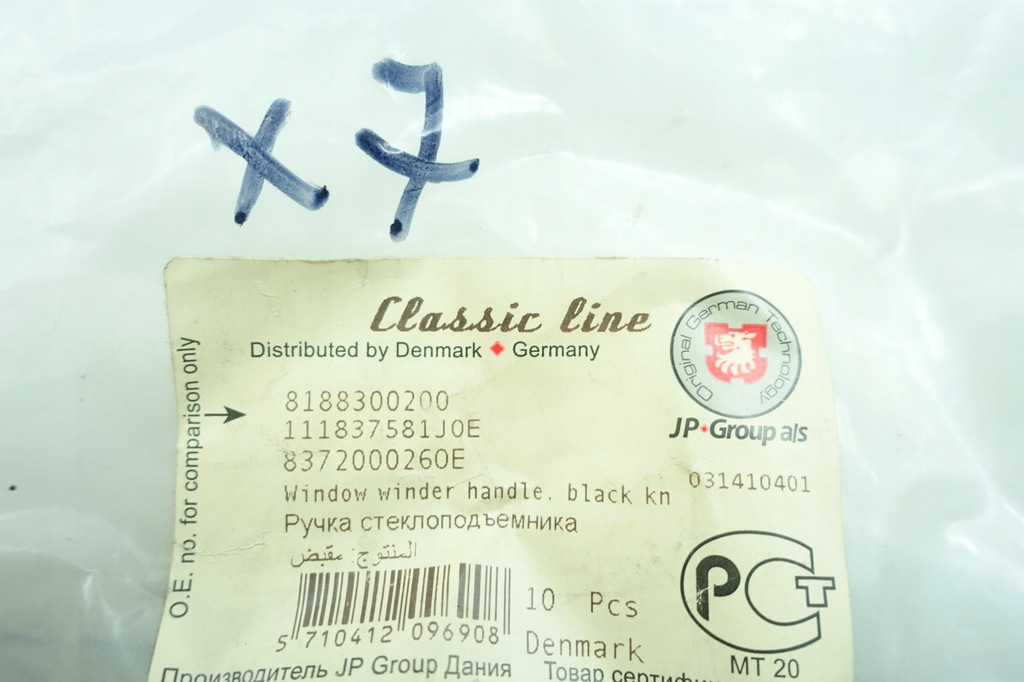 x7
Classic line
Distributed by Denmark ♦ Germany
Original German Technology
JP♦Group a/s
O.E. no. for comparison only
8188300200
111837581J0E
8372000260E
031410401
Window winder handle, black kn
Ручка стеклоподъемника
المنتوج: مقبض
10 Pcs
5 710412 096908
Denmark
РСТ
MT 20
Производитель JP Group Дания Товар